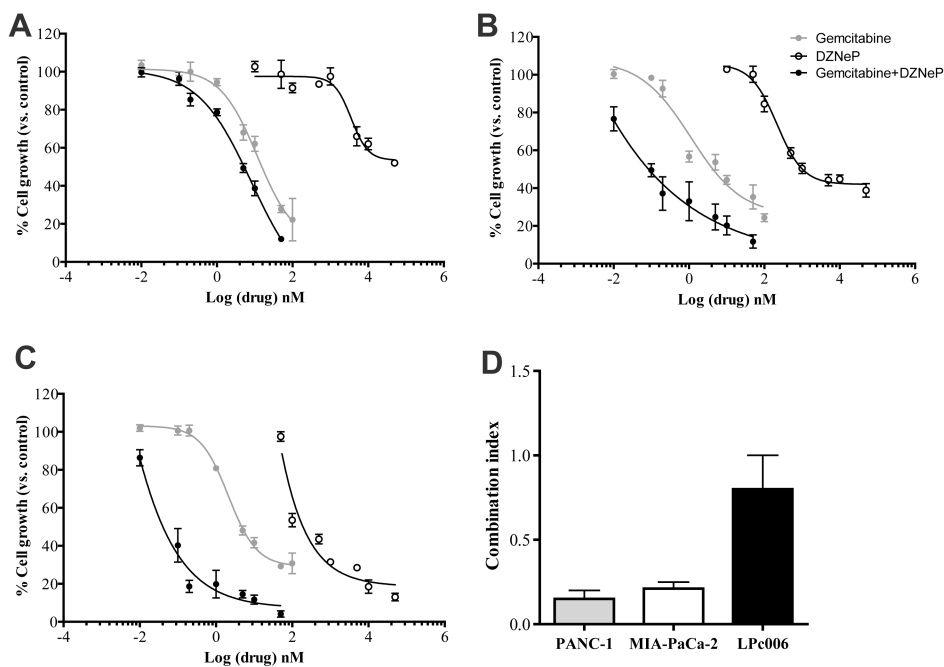 A
120
100
80
60
40
20
0
-4
-2
0
2
4
6
% Cell growth (vs. control)
Log (drug) nM
B
Gemcitabine
DZNeP
Gemcitabine+DZNeP
120
100
80
60
40
20
0
-4
-2
0
2
4
6
% Cell growth (vs. control)
Log (drug) nM
C
120
100
80
60
40
20
0
-4
-2
0
2
4
6
% Cell growth (vs. control)
Log (drug) nM
D
1.5
1.0
0.5
0.0
Combination index
PANC-1
MIA-PaCa-2
LPc006